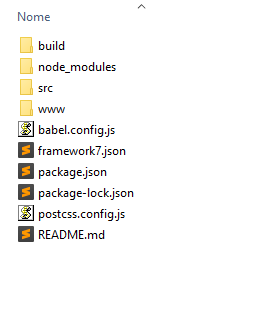 Nome
build
node_modules
src
www
babel.config.js
framework7.json
package.json
package-lock.json
postcss.config.js
README.md